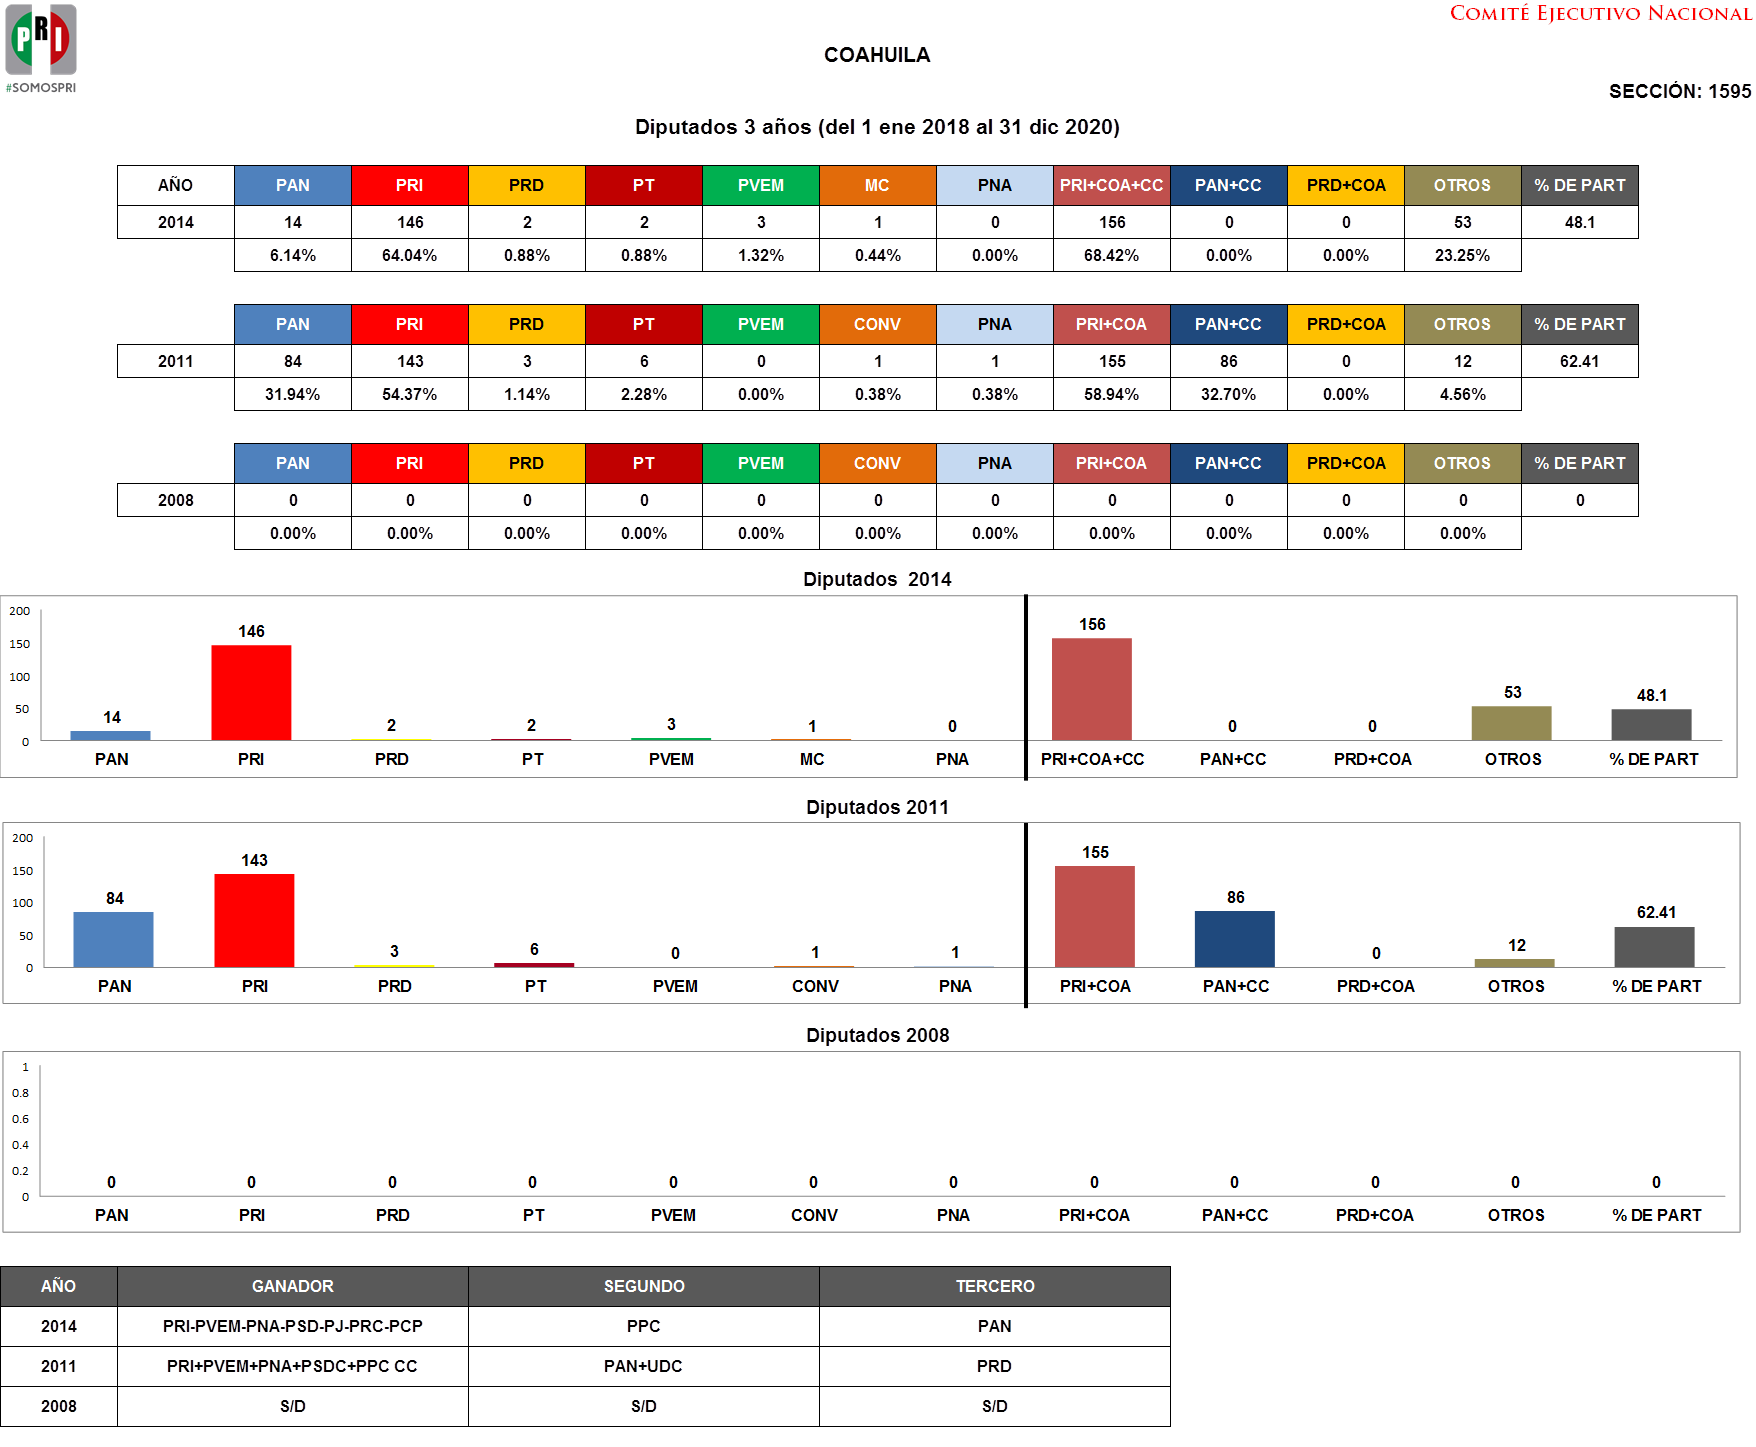 PRI
#SOMOSPRI
COMITÉ EJECUTIVO NACIONAL
COAHUILA
SECCIÓN: 1595
Diputados 3 años (del 1 ene 2018 al 31 dic 2020)
AÑO PAN PRI PRD PT PVEM MC PNA PRI+COA+CC PAN+CC PRD+COA OTROS % DE PART
2014 14 146 2 2 3 1 0 156 0 0 53 48.1
6.14% 64.04% 0.88% 0.88% 1.32% 0.44% 0.00% 68.42% 0.00% 0.00% 23.25%
PAN PRI PRD PT PVEM CONV PNA PRI+COA PAN+CC PRD+COA OTROS % DE PART
2011 84 143 3 6 0 1 1 155 86 0 12 62.41
31.94% 54.37% 1.14% 2.28% 0.00% 0.38% 0.38% 58.94% 32.70% 0.00% 4.56%
PAN PRI PRD PT PVEM CONV PNA PRI+COA PAN+CC PRD+COA OTROS % DE PART
2008 0 0 0 0 0 0 0 0 0 0 0 0
0.00% 0.00% 0.00% 0.00% 0.00% 0.00% 0.00% 0.00% 0.00% 0.00% 0.00%
Diputados 2014
200
150
100
50
0
14 146 2 2 3 1 0 156 0 0 53 48.1
PAN PRI PRD PT PVEM MC PNA PRI+COA+CC PAN+CC PRD+COA OTROS % DE PART
Diputados 2011
200
150
100
50
0
84 143 3 6 0 1 1 155 86 0 12 62.41
PAN PRI PRD PT PVEM CONV PNA PRI+COA PAN+CC PRD+COA OTROS % DE PART
Diputados 2008
1
0.8
0.6
0.4
0.2
0
0 0 0 0 0 0 0 0 0 0 0 0
PAN PRI PRD PT PVEM CONV PNA PRI+COA PAN+CC PRD+COA OTROS % DE PART
AÑO GANADOR SEGUNDO TERCERO
2014 PRI-PVEM-PNA-PSD-PJ-PRC-PCP PPC PAN
2011 PRI+PVEM+PNA+PSDC+PPC CC PAN+UDC PRD
2008 S/D S/D S/D